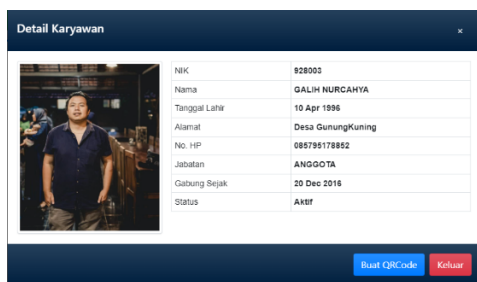 Detail Karyawan ×
NIK 928003
Nama GALIH NURCAHYA
Tanggal Lahir 10 Apr 1996
Alamat Desa GunungKuning
No. HP 085795178852
Jabatan ANGGOTA
Gabung Sejak 20 Dec 2016
Status Aktif
Buat QRCode Keluar